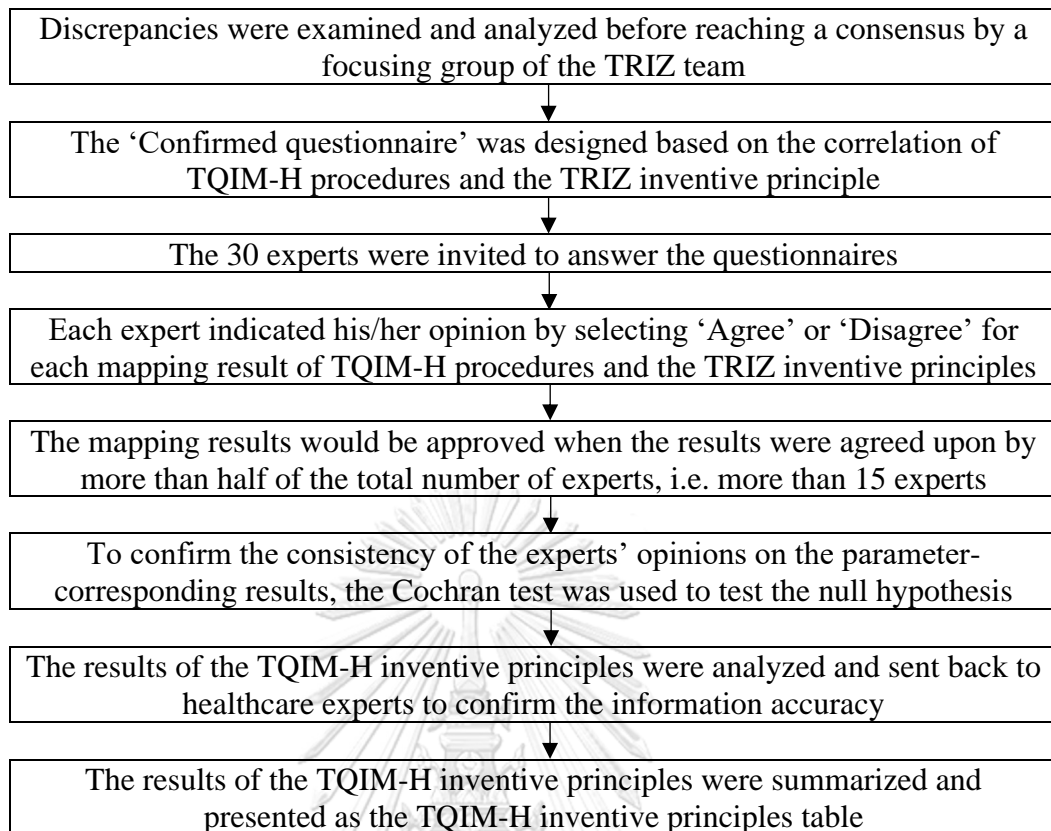 Discrepancies were examined and analyzed before reaching a consensus by a
focusing group of the TRIZ team
The ‘Confirmed questionnaire’ was designed based on the correlation of
TQIM-H procedures and the TRIZ inventive principle
The 30 experts were invited to answer the questionnaires
Each expert indicated his/her opinion by selecting ‘Agree’ or ‘Disagree’ for
each mapping result of TQIM-H procedures and the TRIZ inventive principles
The mapping results would be approved when the results were agreed upon by
more than half of the total number of experts, i.e. more than 15 experts
To confirm the consistency of the experts’ opinions on the parameter-
corresponding results, the Cochran test was used to test the null hypothesis
The results of the TQIM-H inventive principles were analyzed and sent back to
healthcare experts to confirm the information accuracy
The results of the TQIM-H inventive principles were summarized and
presented as the TQIM-H inventive principles table